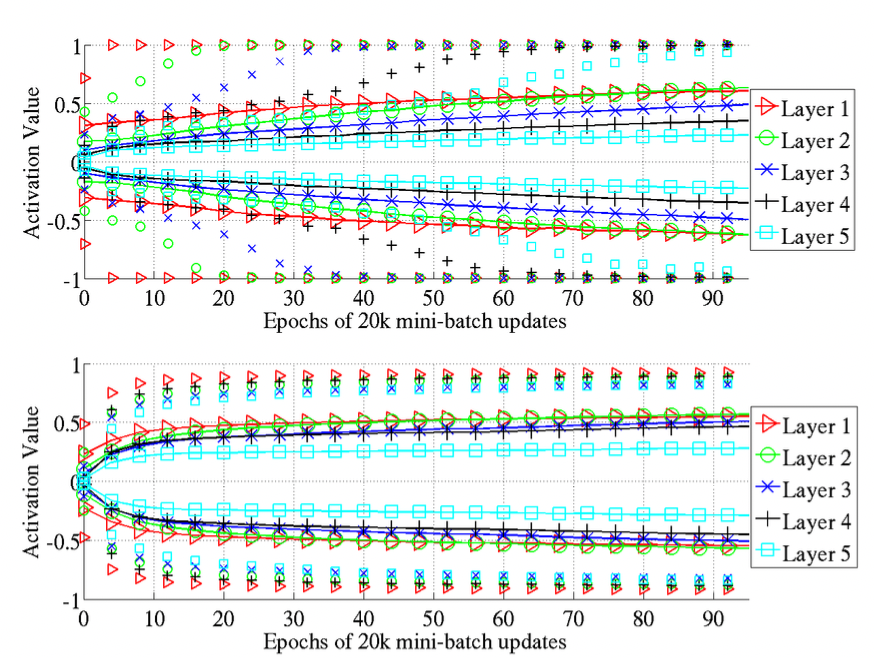 1
0.5
0
-0.5
-1
Activation Value
0 10 20 30 40 50 60 70 80 90
Epochs of 20k mini-batch updates
Layer 1
Layer 2
Layer 3
Layer 4
Layer 5
1
0.5
0
-0.5
-1
Activation Value
0 10 20 30 40 50 60 70 80 90
Epochs of 20k mini-batch updates
Layer 1
Layer 2
Layer 3
Layer 4
Layer 5